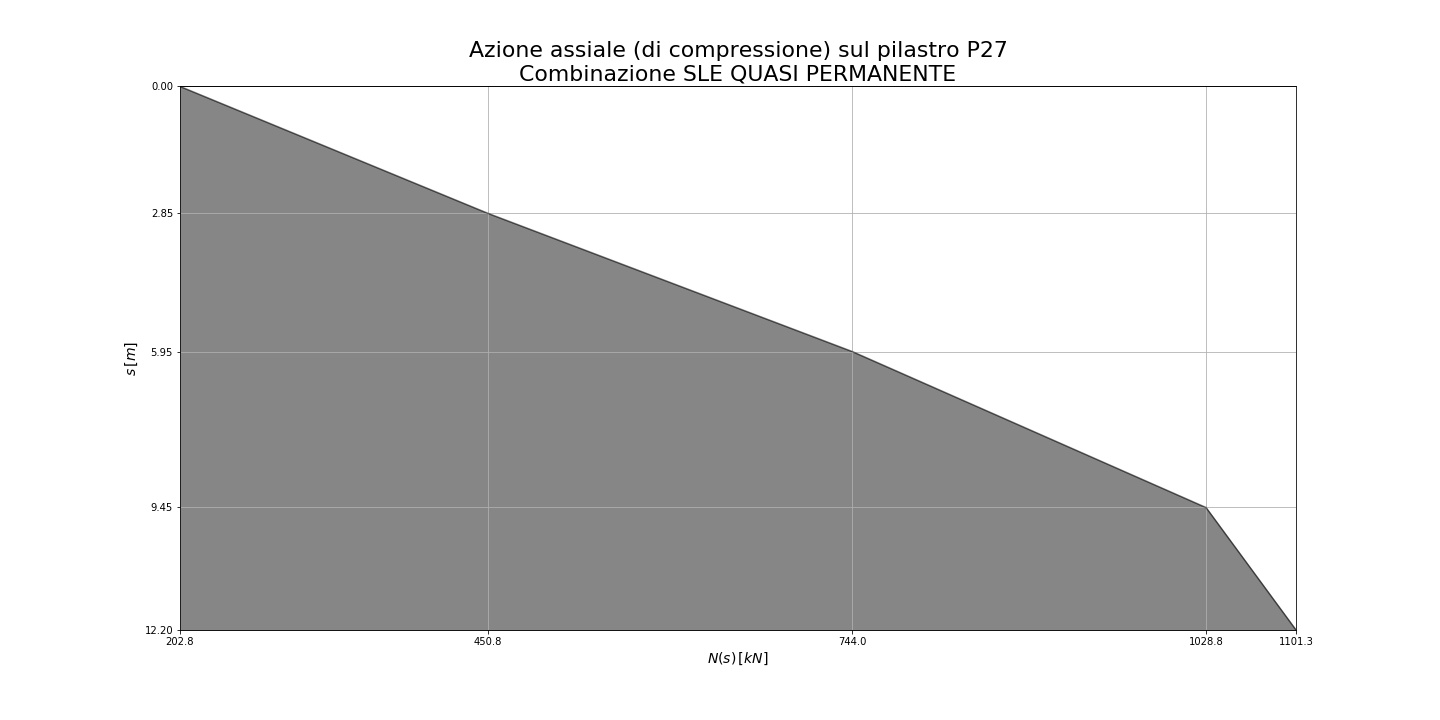 Azione assiale (di compressione) sul pilastro P27
Combinazione SLE QUASI PERMANENTE
0.00
2.85
5.95
9.45
12.20
s [m]
202.8 450.8 744.0 1028.8 1101.3
N(s) [kN]